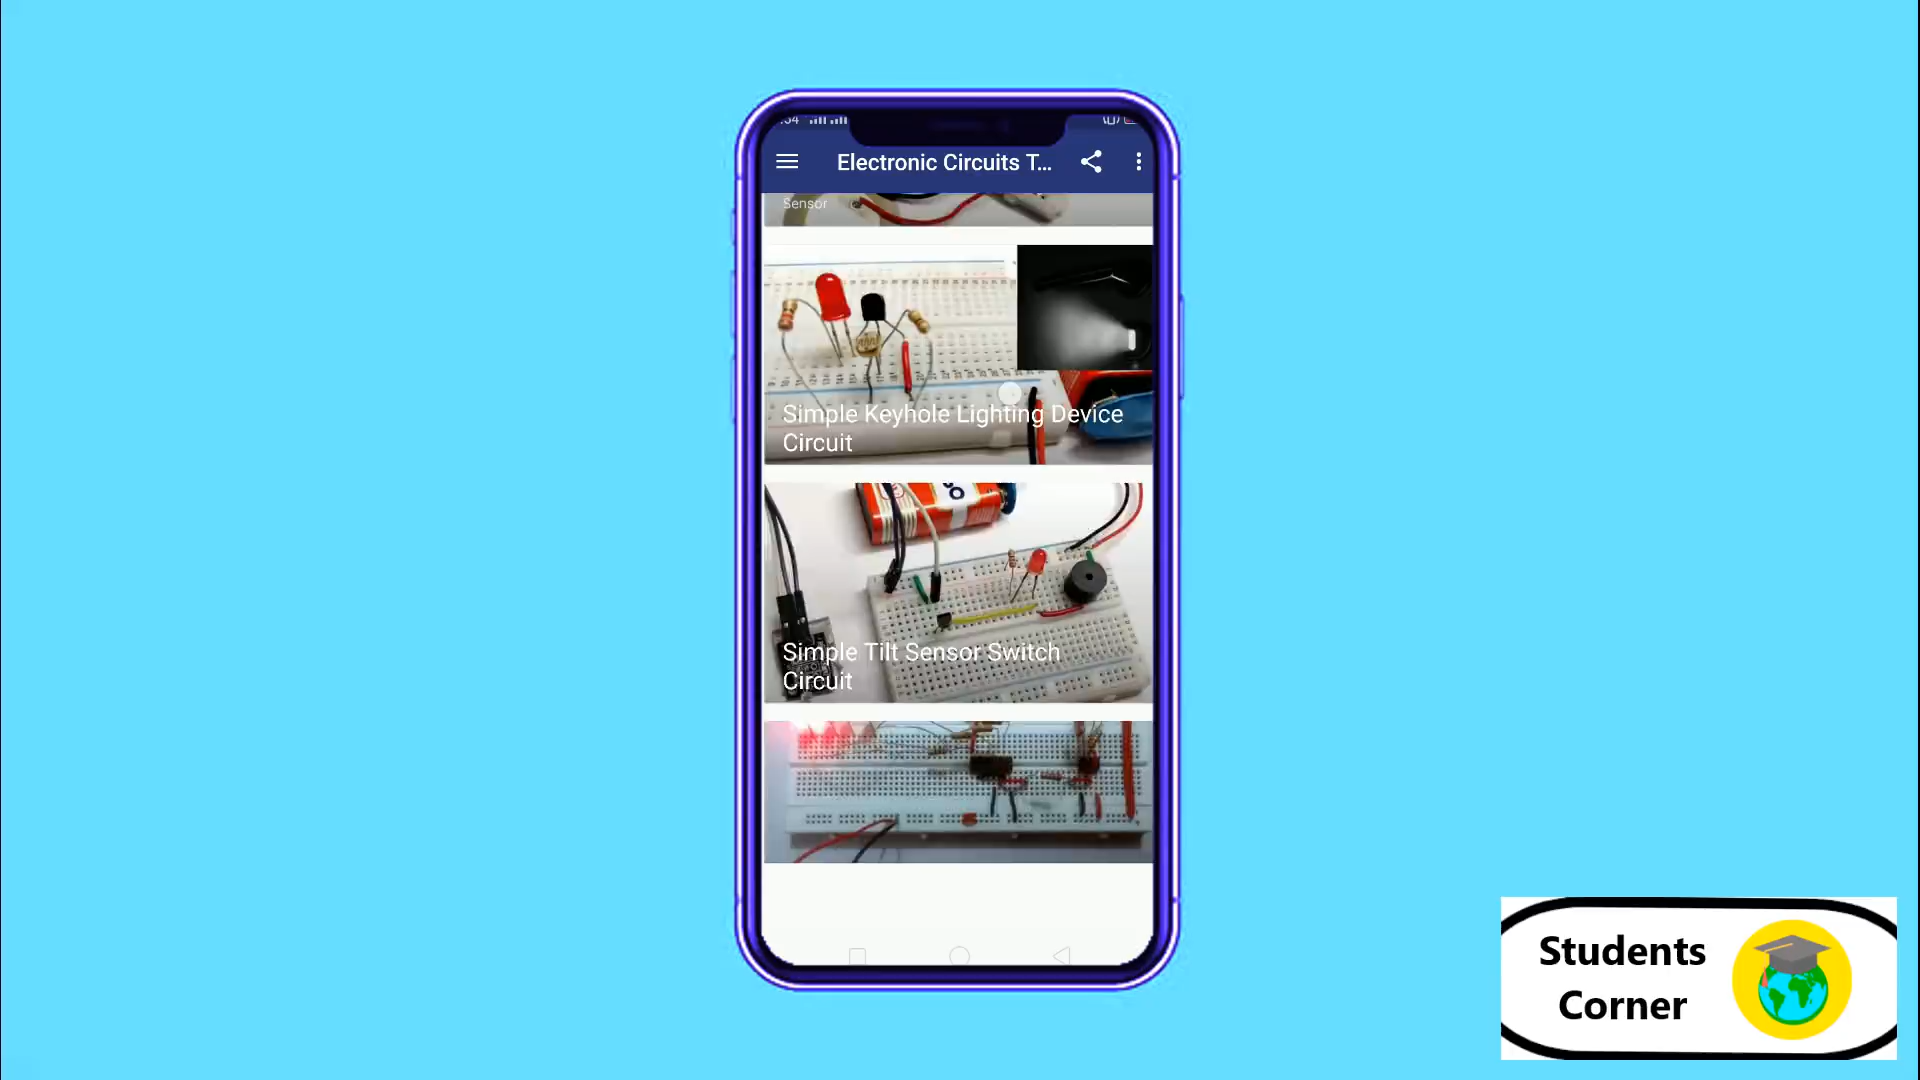 Electronic Circuits T...
Sensor
Simple Keyhole Lighting Device
Circuit
Simple Tilt Sensor Switch
Circuit
Students
Corner